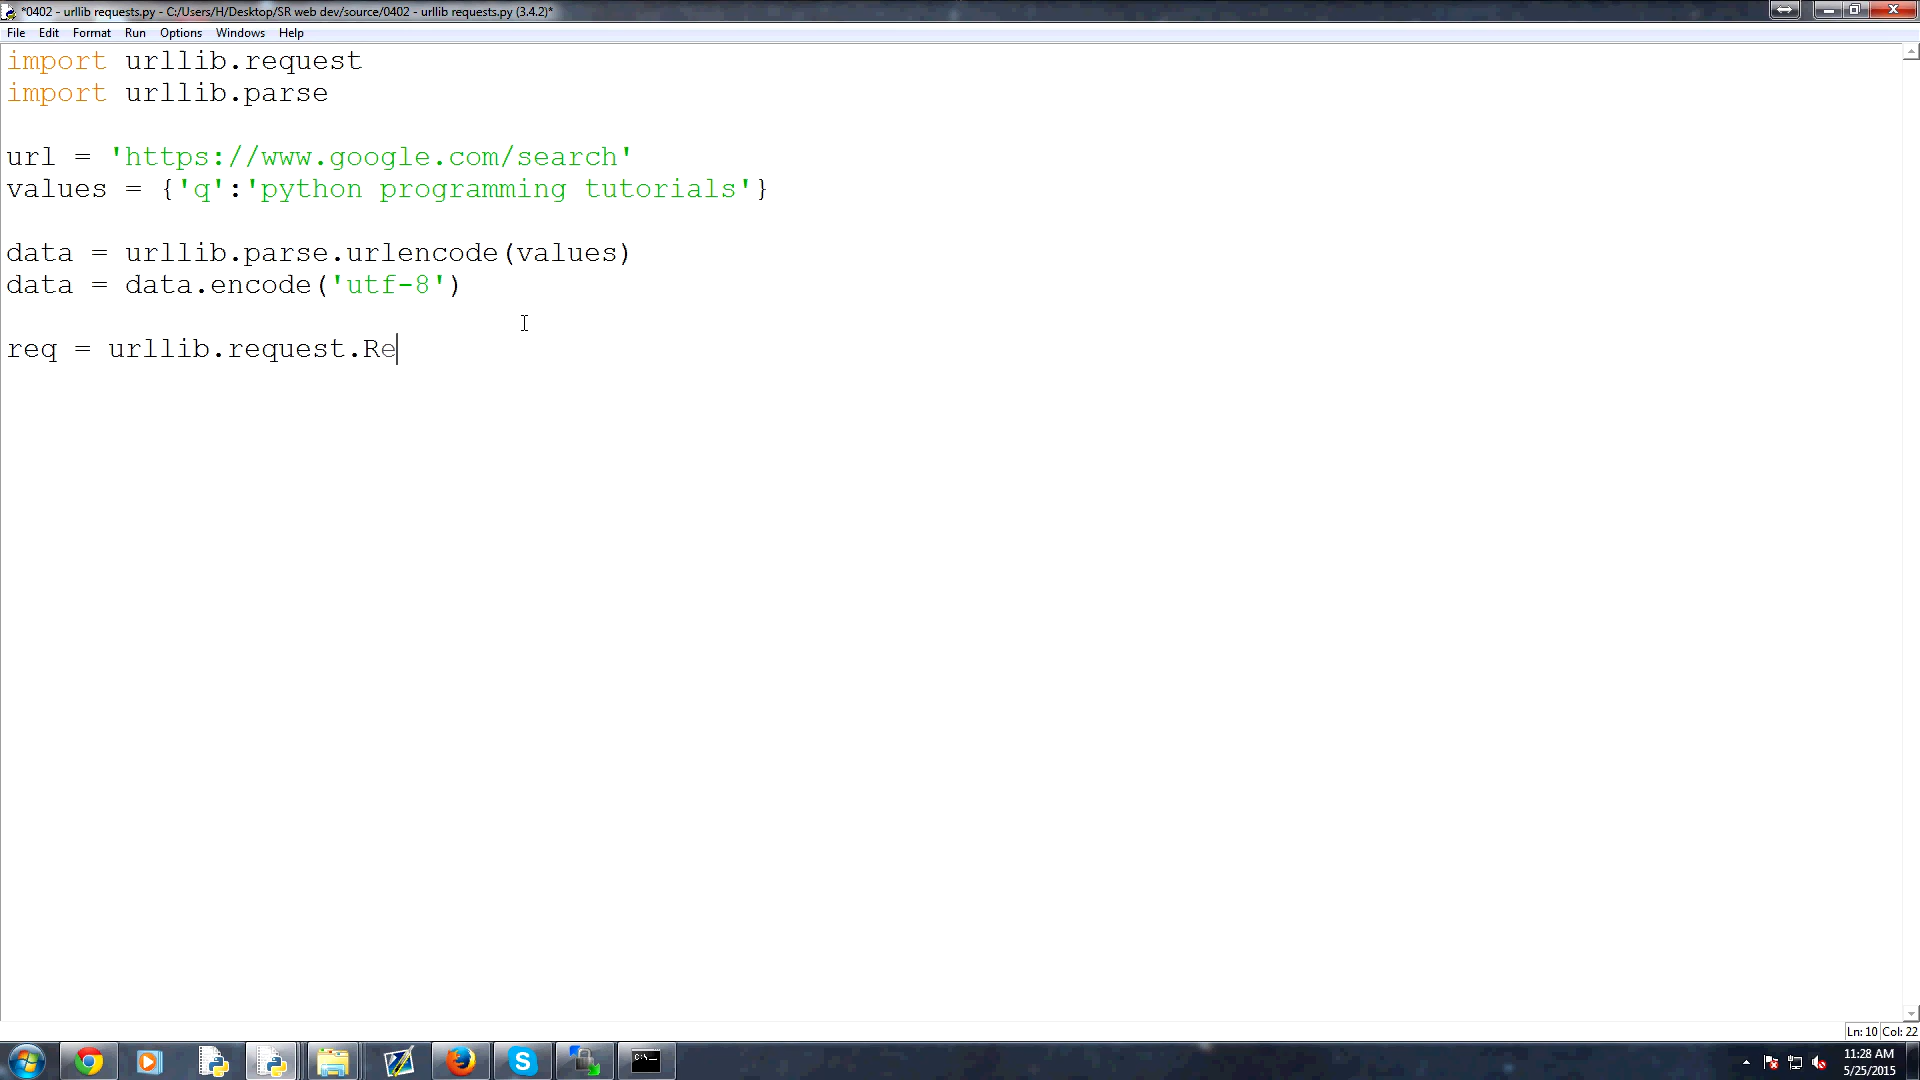 *0402 - urllib requests.py - C:/Users/H/Desktop/SR web dev/source/0402 - urllib requests.py (3.4.2)*
File Edit Format Run Options Windows Help
import urllib.request
import urllib.parse
url = 'https://www.google.com/search'
values = {'q':'python programming tutorials'}
data = urllib.parse.urlencode(values)
data = data.encode('utf-8')
req = urllib.request.Re
Ln: 10 Col: 22
C:\_
11:28 AM
5/25/2015